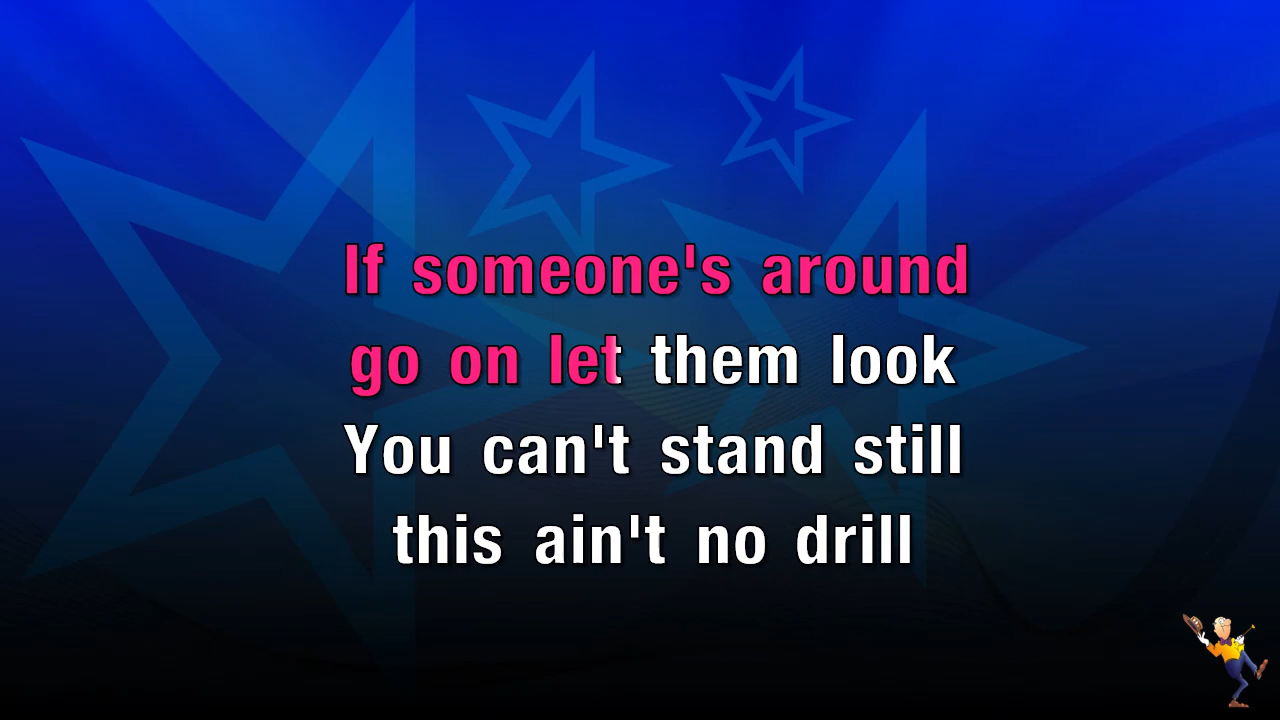 If someone's around
go on let them look
You can't stand still
this ain't no drill